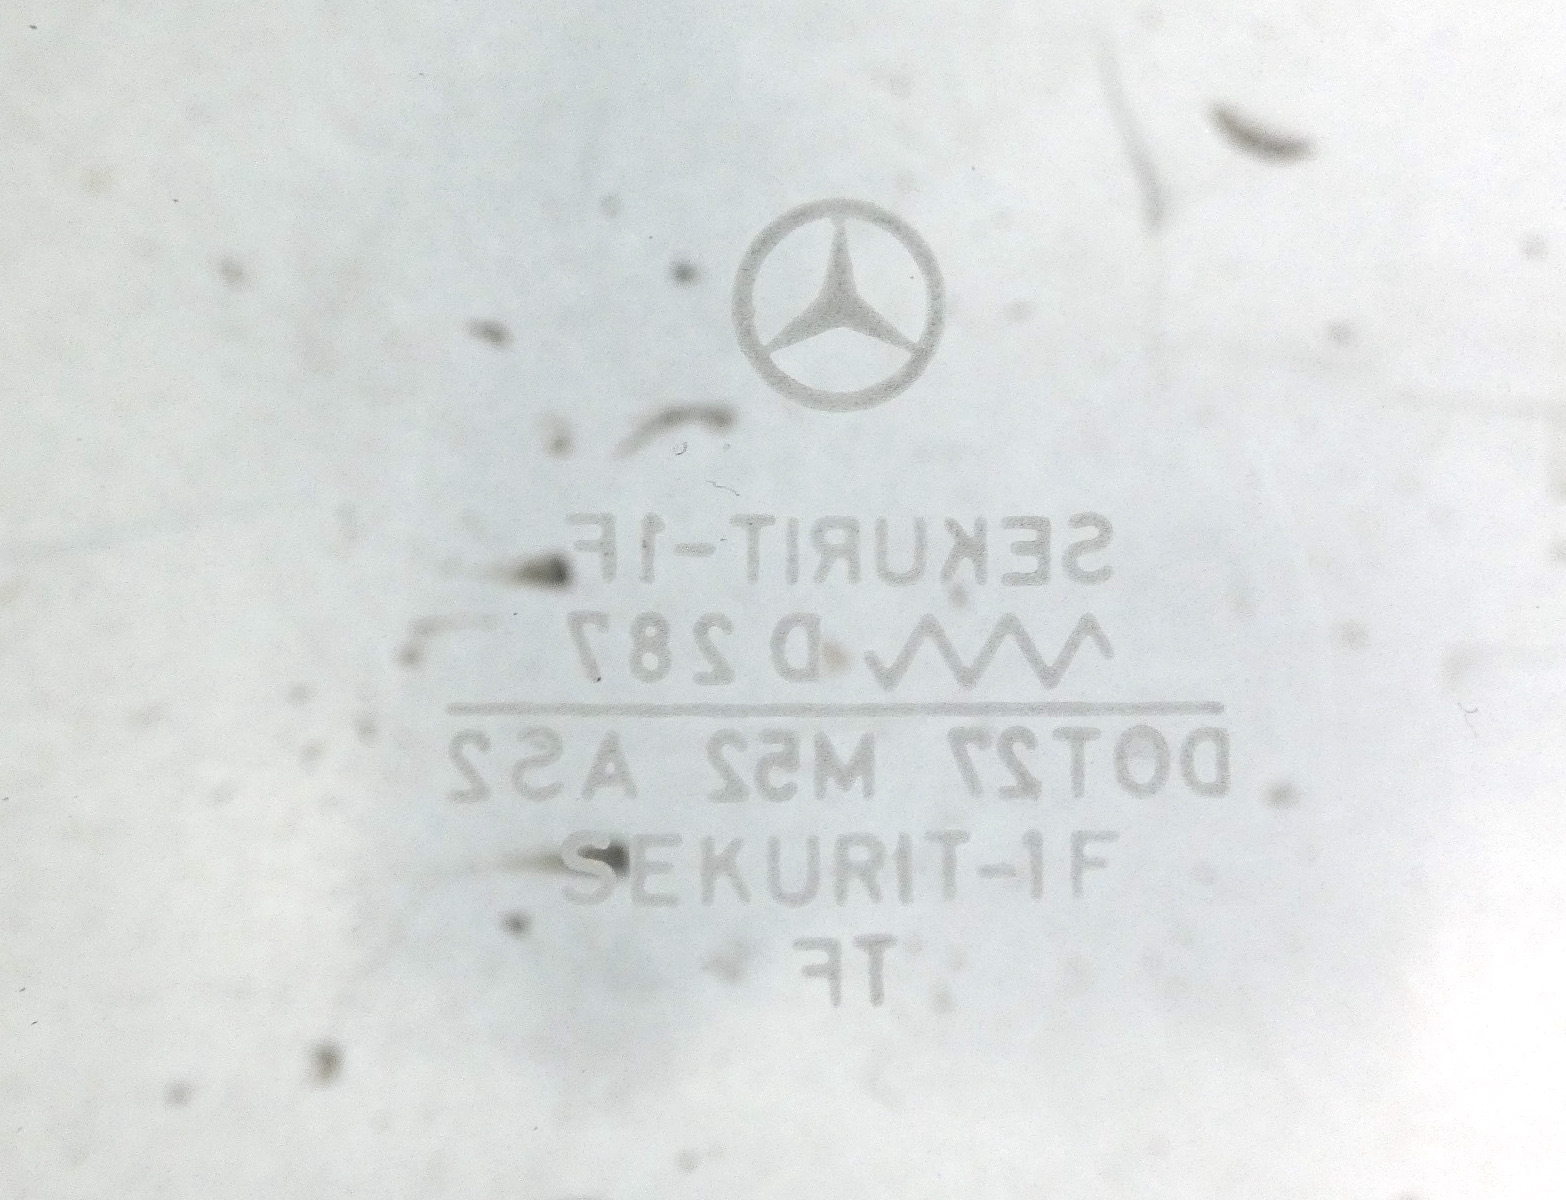 SEKURIT-1F
D 287
DOT27 M52 AS2
SEKURIT-1F
TF